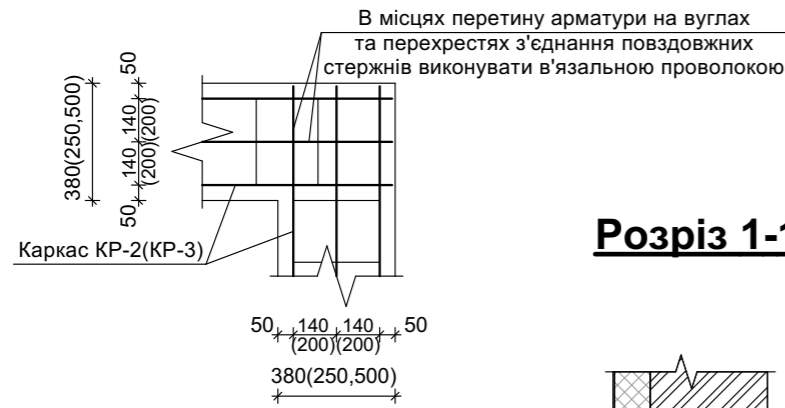 В місцях перетину арматури на вуглах
та перехрестях з'єднання повздовжних
стержнів виконувати в'язальною проволокою
380(250,500)
50
140
(200)
140
(200)
50
Каркас КР-2(КР-3)
Розріз 1-1
50
140
140
50
(200)
(200)
380(250,500)